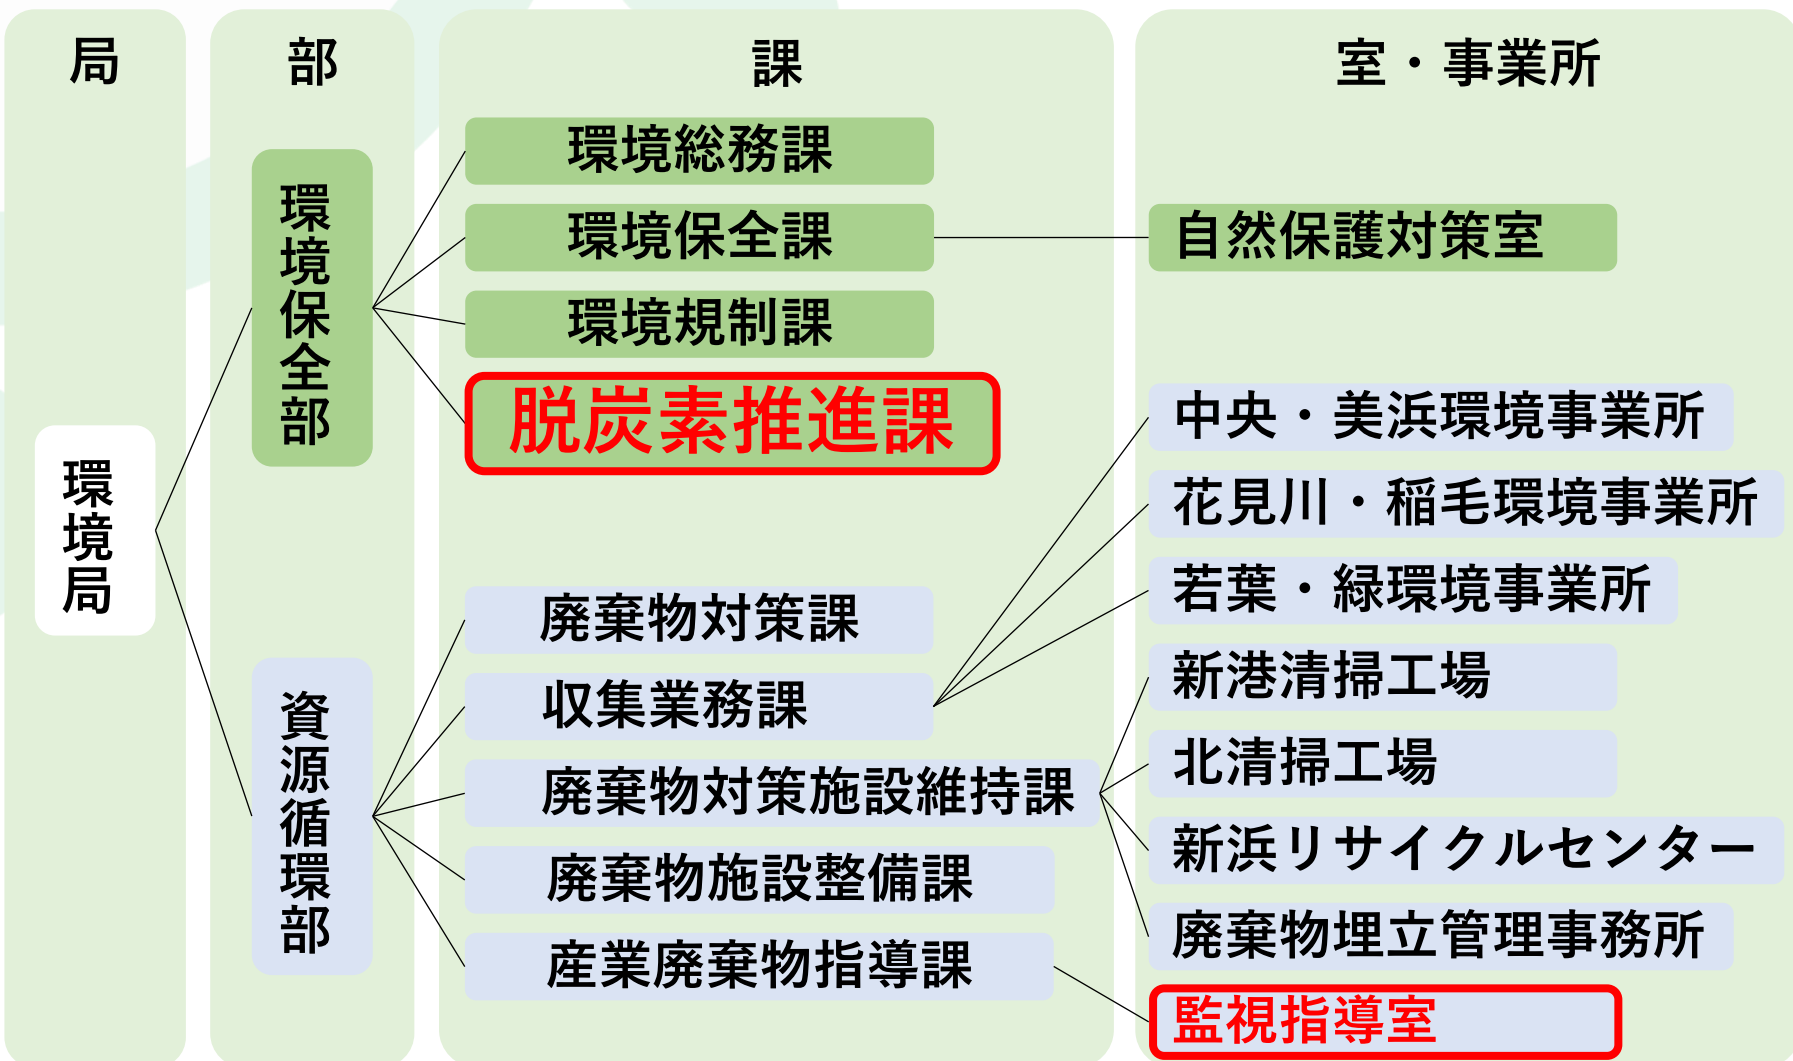 局
部
課
室・事業所
環境局
環境保全部
環境総務課
環境保全課
自然保護対策室
環境規制課
脱炭素推進課
資源循環部
廃棄物対策課
収集業務課
中央・美浜環境事業所
花見川・稲毛環境事業所
若葉・緑環境事業所
廃棄物対策施設維持課
新港清掃工場
北清掃工場
新浜リサイクルセンター
廃棄物埋立管理事務所
廃棄物施設整備課
産業廃棄物指導課
監視指導室